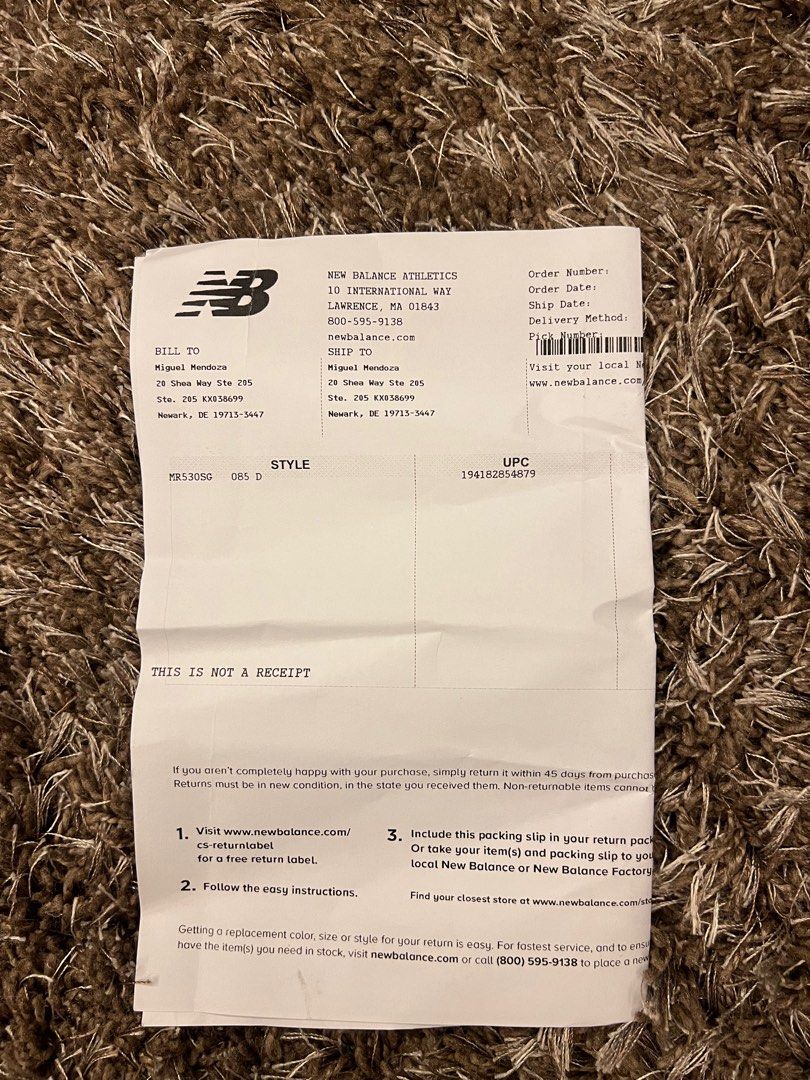 NB
NEW BALANCE ATHLETICS
10 INTERNATIONAL WAY
LAWRENCE, MA 01843
800-595-9138
newbalance.com
Order Number:
Order Date:
Ship Date:
Delivery Method:
Pick Number:
Visit your local
www.newbalance.com
BILL TO
Miguel Mendoza
20 Shea Way Ste 205
Ste. 205 KX038699
Newark, DE 19713-3447
SHIP TO
Miguel Mendoza
20 Shea Way Ste 205
Ste. 205 KX038699
Newark, DE 19713-3447
STYLE
MR530SG 085 D
UPC
194182854879
THIS IS NOT A RECEIPT
If you aren't completely happy with your purchase, simply return it within 45 days from purchas
Returns must be in new condition, in the state you received them. Non-returnable items cannot
1. Visit www.newbalance.com/
cs-returnlabel
for a free return label.
2. Follow the easy instructions.
3. Include this packing slip in your return pack
Or take your item(s) and packing slip to you
local New Balance or New Balance Factory
Find your closest store at www.newbalance.com/sto
Getting a replacement color, size or style for your return is easy. For fastest service, and to ensu
have the item(s) you need in stock, visit newbalance.com or call (800) 595-9138 to place a new